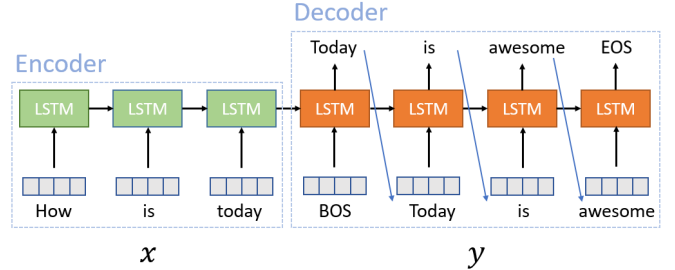 Decoder
Today is awesome EOS
Encoder
LSTM LSTM LSTM LSTM LSTM LSTM LSTM
How is today BOS Today is awesome
x y